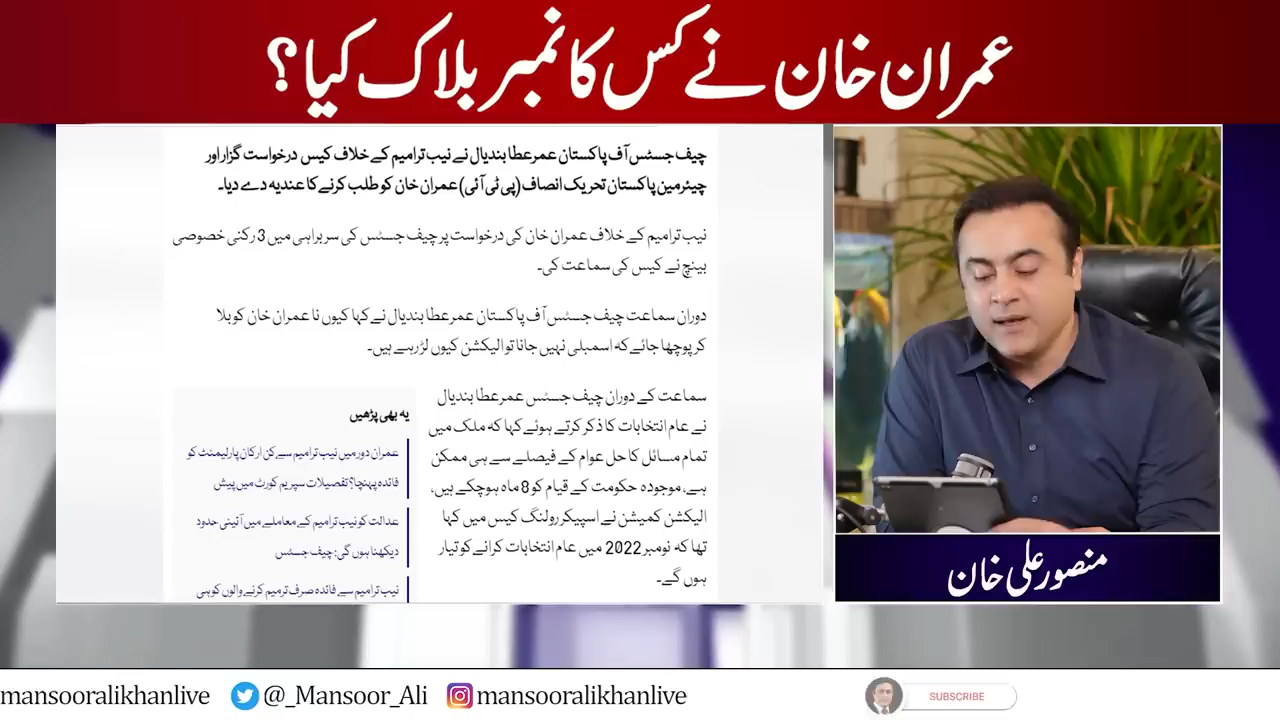 عمران خان نے کس کا نمبر بلاک کیا؟
چیف جسٹس آف پاکستان عمر عطا بندیال نے نیب ترامیم کے خلاف کیس درخواست گزار اور
چیئرمین پاکستان تحریک انصاف (پی ٹی آئی) عمران خان کو طلب کرنے کا عندیہ دے دیا۔
نیب ترامیم کے خلاف عمران خان کی درخواست پر چیف جسٹس کی سربراہی میں 3 رکنی خصوصی
بینچ نے کیس کی سماعت کی۔
دوران سماعت چیف جسٹس آف پاکستان عمر عطا بندیال نے کہا کیوں نا عمران خان کو بلا
کر پوچھا جائے کہ اسمبلی نہیں جانا تو الیکشن کیوں لڑ رہے ہیں۔
سماعت کے دوران چیف جسٹس عمر عطا بندیال
نے عام انتخابات کا ذکر کرتے ہوئے کہا کہ ملک میں
تمام مسائل کا حل عوام کے فیصلے سے ہی ممکن
ہے، موجودہ حکومت کے قیام کو 8 ماہ ہوچکے ہیں،
الیکشن کمیشن نے اسپیکر رولنگ کیس میں کہا
تھا کہ نومبر 2022 میں عام انتخابات کرانے کو تیار
ہوں گے۔
یہ بھی پڑھیں
عمران دور میں نیب ترامیم سے کن ارکان پارلیمنٹ کو
فائدہ پہنچا؟ تفصیلات سپریم کورٹ میں پیش
عدالت کو نیب ترامیم کے معاملے میں آئینی حدود
دیکھنا ہوں گی: چیف جسٹس
نیب ترامیم سے فائدہ صرف ترمیم کرنے والوں کو ہی
منصور علی خان
mansooralikhanlive
@_Mansoor_Ali
mansooralikhanlive
SUBSCRIBE